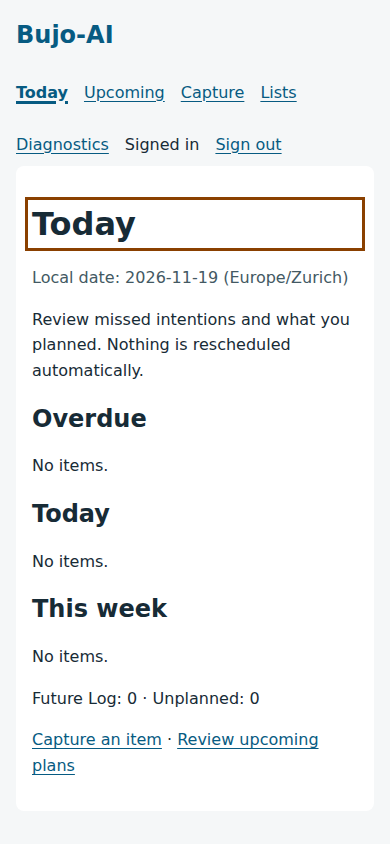 Bujo-AI
Today Upcoming Capture Lists
Diagnostics Signed in Sign out
Today
Local date: 2026-11-19 (Europe/Zurich)
Review missed intentions and what you
planned. Nothing is rescheduled
automatically.
Overdue
No items.
Today
No items.
This week
No items.
Future Log: 0 · Unplanned: 0
Capture an item · Review upcoming
plans